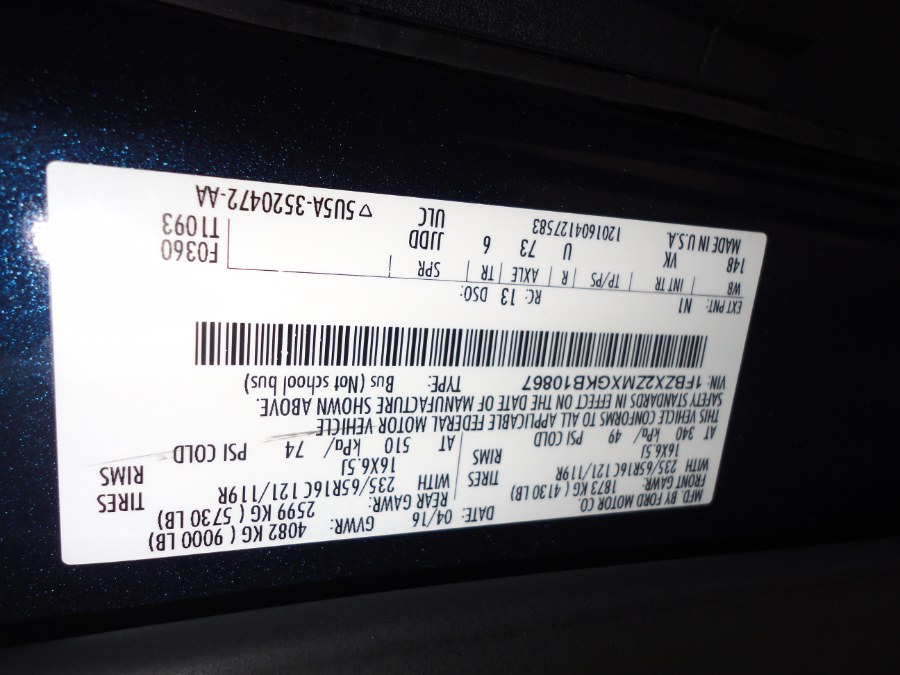 MFD. BY FORD MOTOR CO.
DATE: 04/16 GVWR: 4082 KG ( 9000 LB)
FRONT GAWR: 1873 KG ( 4130 LB) REAR GAWR: 2599 KG ( 5730 LB)
WITH 235/65R16C 121/119R TIRES WITH 235/65R16C 121/119R TIRES
16X6.5J RIMS 16X6.5J RIMS
AT 340 kPa/ 49 PSI COLD AT 510 kPa/ 74 PSI COLD
THIS VEHICLE CONFORMS TO ALL APPLICABLE FEDERAL MOTOR VEHICLE
SAFETY STANDARDS IN EFFECT ON THE DATE OF MANUFACTURE SHOWN ABOVE.
VIN: 1FBZX2ZMXGKB10867 TYPE: Bus (Not school bus)
EXT PNT: N1 RC: 13 DSO:
WB INT TR TP/PS R AXLE TR SPR
148 VK U 73 6 JJDD F0360
MADE IN U.S.A. ULC T1093
1201604127583 ▽ 5U5A-3520472-AA